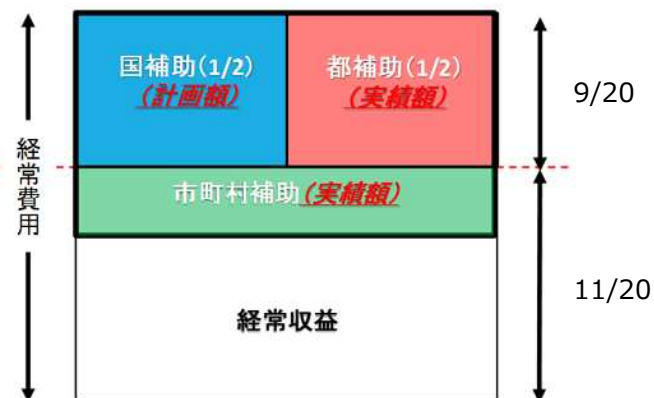 国補助(1/2)
(計画額)
都補助(1/2)
(実績額)
9/20
経常費用
市町村補助(実績額)
11/20
経常収益